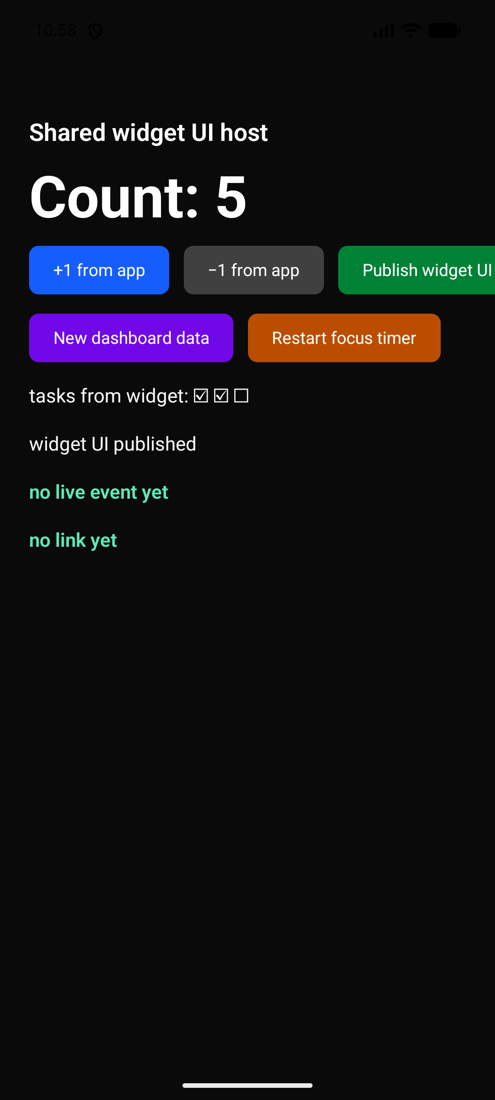 10:58
Shared widget UI host
Count: 5
+1 from app −1 from app Publish widget UI
New dashboard data Restart focus timer
tasks from widget: ☑ ☑ ☐
widget UI published
no live event yet
no link yet